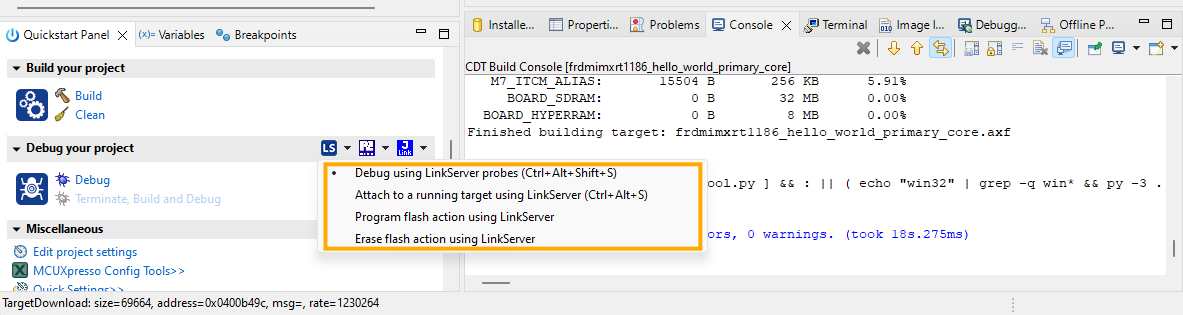 Quickstart Panel
(x)= Variables
Breakpoints
Build your project
Build
Clean
Debug your project
LS
J
link
Debug
Terminate, Build and Debug
Miscellaneous
Edit project settings
MCUXpresso Config Tools>>
Quick Settings>>
Debug using LinkServer probes (Ctrl+Alt+Shift+S)
Attach to a running target using LinkServer (Ctrl+Alt+S)
Program flash action using LinkServer
Erase flash action using LinkServer
Installe...
Properti...
Problems
Console
Terminal
010
Image I...
Debugg...
Offline P...
CDT Build Console [frdmimxrt1186_hello_world_primary_core]
M7_ITCM_ALIAS: 15504 B 256 KB 5.91%
BOARD_SDRAM: 0 B 32 MB 0.00%
BOARD_HYPERRAM: 0 B 8 MB 0.00%
Finished building target: frdmimxrt1186_hello_world_primary_core.axf
ool.py ] && : || ( echo "win32" | grep -q win* && py -3 .
ors, 0 warnings. (took 18s.275ms)
TargetDownload: size=69664, address=0x0400b49c, msg=, rate=1230264